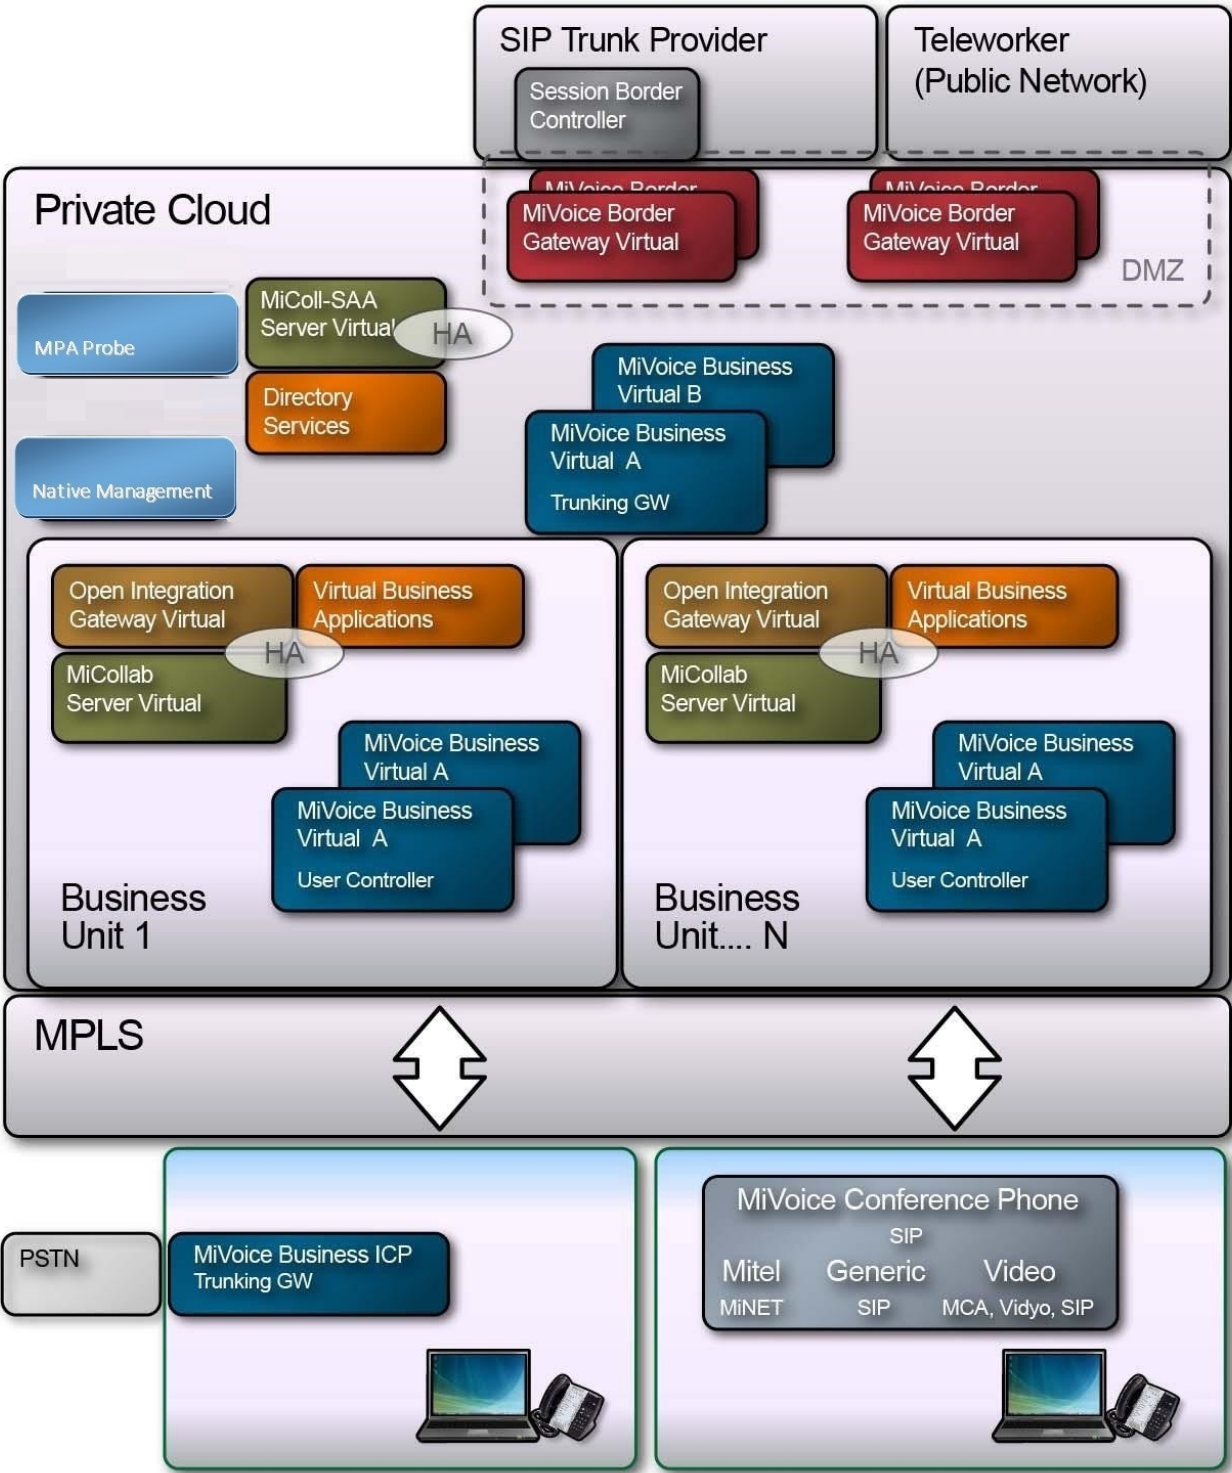 SIP Trunk Provider
Session Border
Controller
Teleworker
(Public Network)
Private Cloud
MiVoice Border
MiVoice Border
Gateway Virtual
MiVoice Border
MiVoice Border
Gateway Virtual
DMZ
MPA Probe
MiColl-SAA
Server Virtual
HA
Directory
Services
Native Management
MiVoice Business
Virtual B
MiVoice Business
Virtual A
Trunking GW
Open Integration
Gateway Virtual
Virtual Business
Applications
HA
MiCollab
Server Virtual
MiVoice Business
Virtual A
MiVoice Business
Virtual A
User Controller
Business
Unit 1
Open Integration
Gateway Virtual
Virtual Business
Applications
HA
MiCollab
Server Virtual
MiVoice Business
Virtual A
MiVoice Business
Virtual A
User Controller
Business
Unit.... N
MPLS
PSTN
MiVoice Business ICP
Trunking GW
MiVoice Conference Phone
SIP
Mitel Generic Video
MiNET SIP MCA, Vidyo, SIP